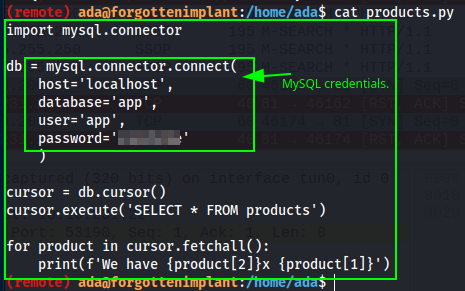 (remote) ada@forgottenimplant:/home/ada$ cat products.py
import mysql.connector
db = mysql.connector.connect(
host='localhost',
database='app',
user='app',
password=' e'
)
MySQL credentials.
cursor = db.cursor()
cursor.execute('SELECT * FROM products')
for product in cursor.fetchall():
print(f'We have {product[2]}x {product[1]}')
(remote) ada@forgottenimplant:/home/ada$